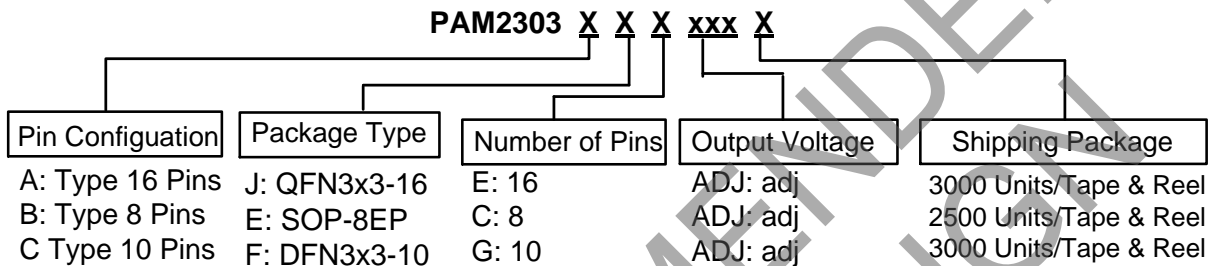 PAM2303 X X X xxx X
Pin Configuation Package Type Number of Pins Output Voltage Shipping Package
A: Type 16 Pins J: QFN3x3-16 E: 16 ADJ: adj 3000 Units/Tape & Reel
B: Type 8 Pins E: SOP-8EP C: 8 ADJ: adj 2500 Units/Tape & Reel
C Type 10 Pins F: DFN3x3-10 G: 10 ADJ: adj 3000 Units/Tape & Reel